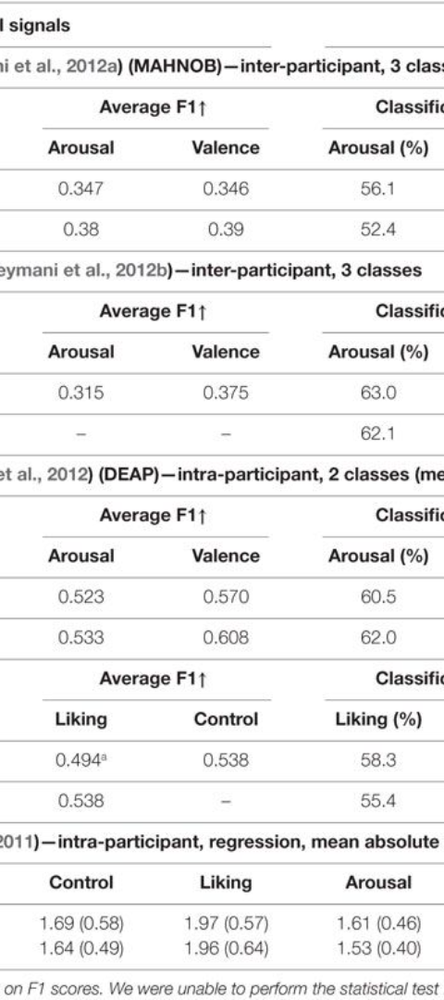 l signals
ni et al., 2012a) (MAHNOB)—inter-participant, 3 clas
Average F1↑ Classific
Arousal Valence Arousal (%)
0.347 0.346 56.1
0.38 0.39 52.4
eymani et al., 2012b)—inter-participant, 3 classes
Average F1↑ Classific
Arousal Valence Arousal (%)
0.315 0.375 63.0
– – 62.1
et al., 2012) (DEAP)—intra-participant, 2 classes (me
Average F1↑ Classific
Arousal Valence Arousal (%)
0.523 0.570 60.5
0.533 0.608 62.0
Average F1↑ Classific
Liking Control Liking (%)
0.494ᵃ 0.538 58.3
0.538 – 55.4
2011)—intra-participant, regression, mean absolute
Control Liking Arousal
1.69 (0.58) 1.97 (0.57) 1.61 (0.46)
1.64 (0.49) 1.96 (0.64) 1.53 (0.40)
on F1 scores. We were unable to perform the statistical test